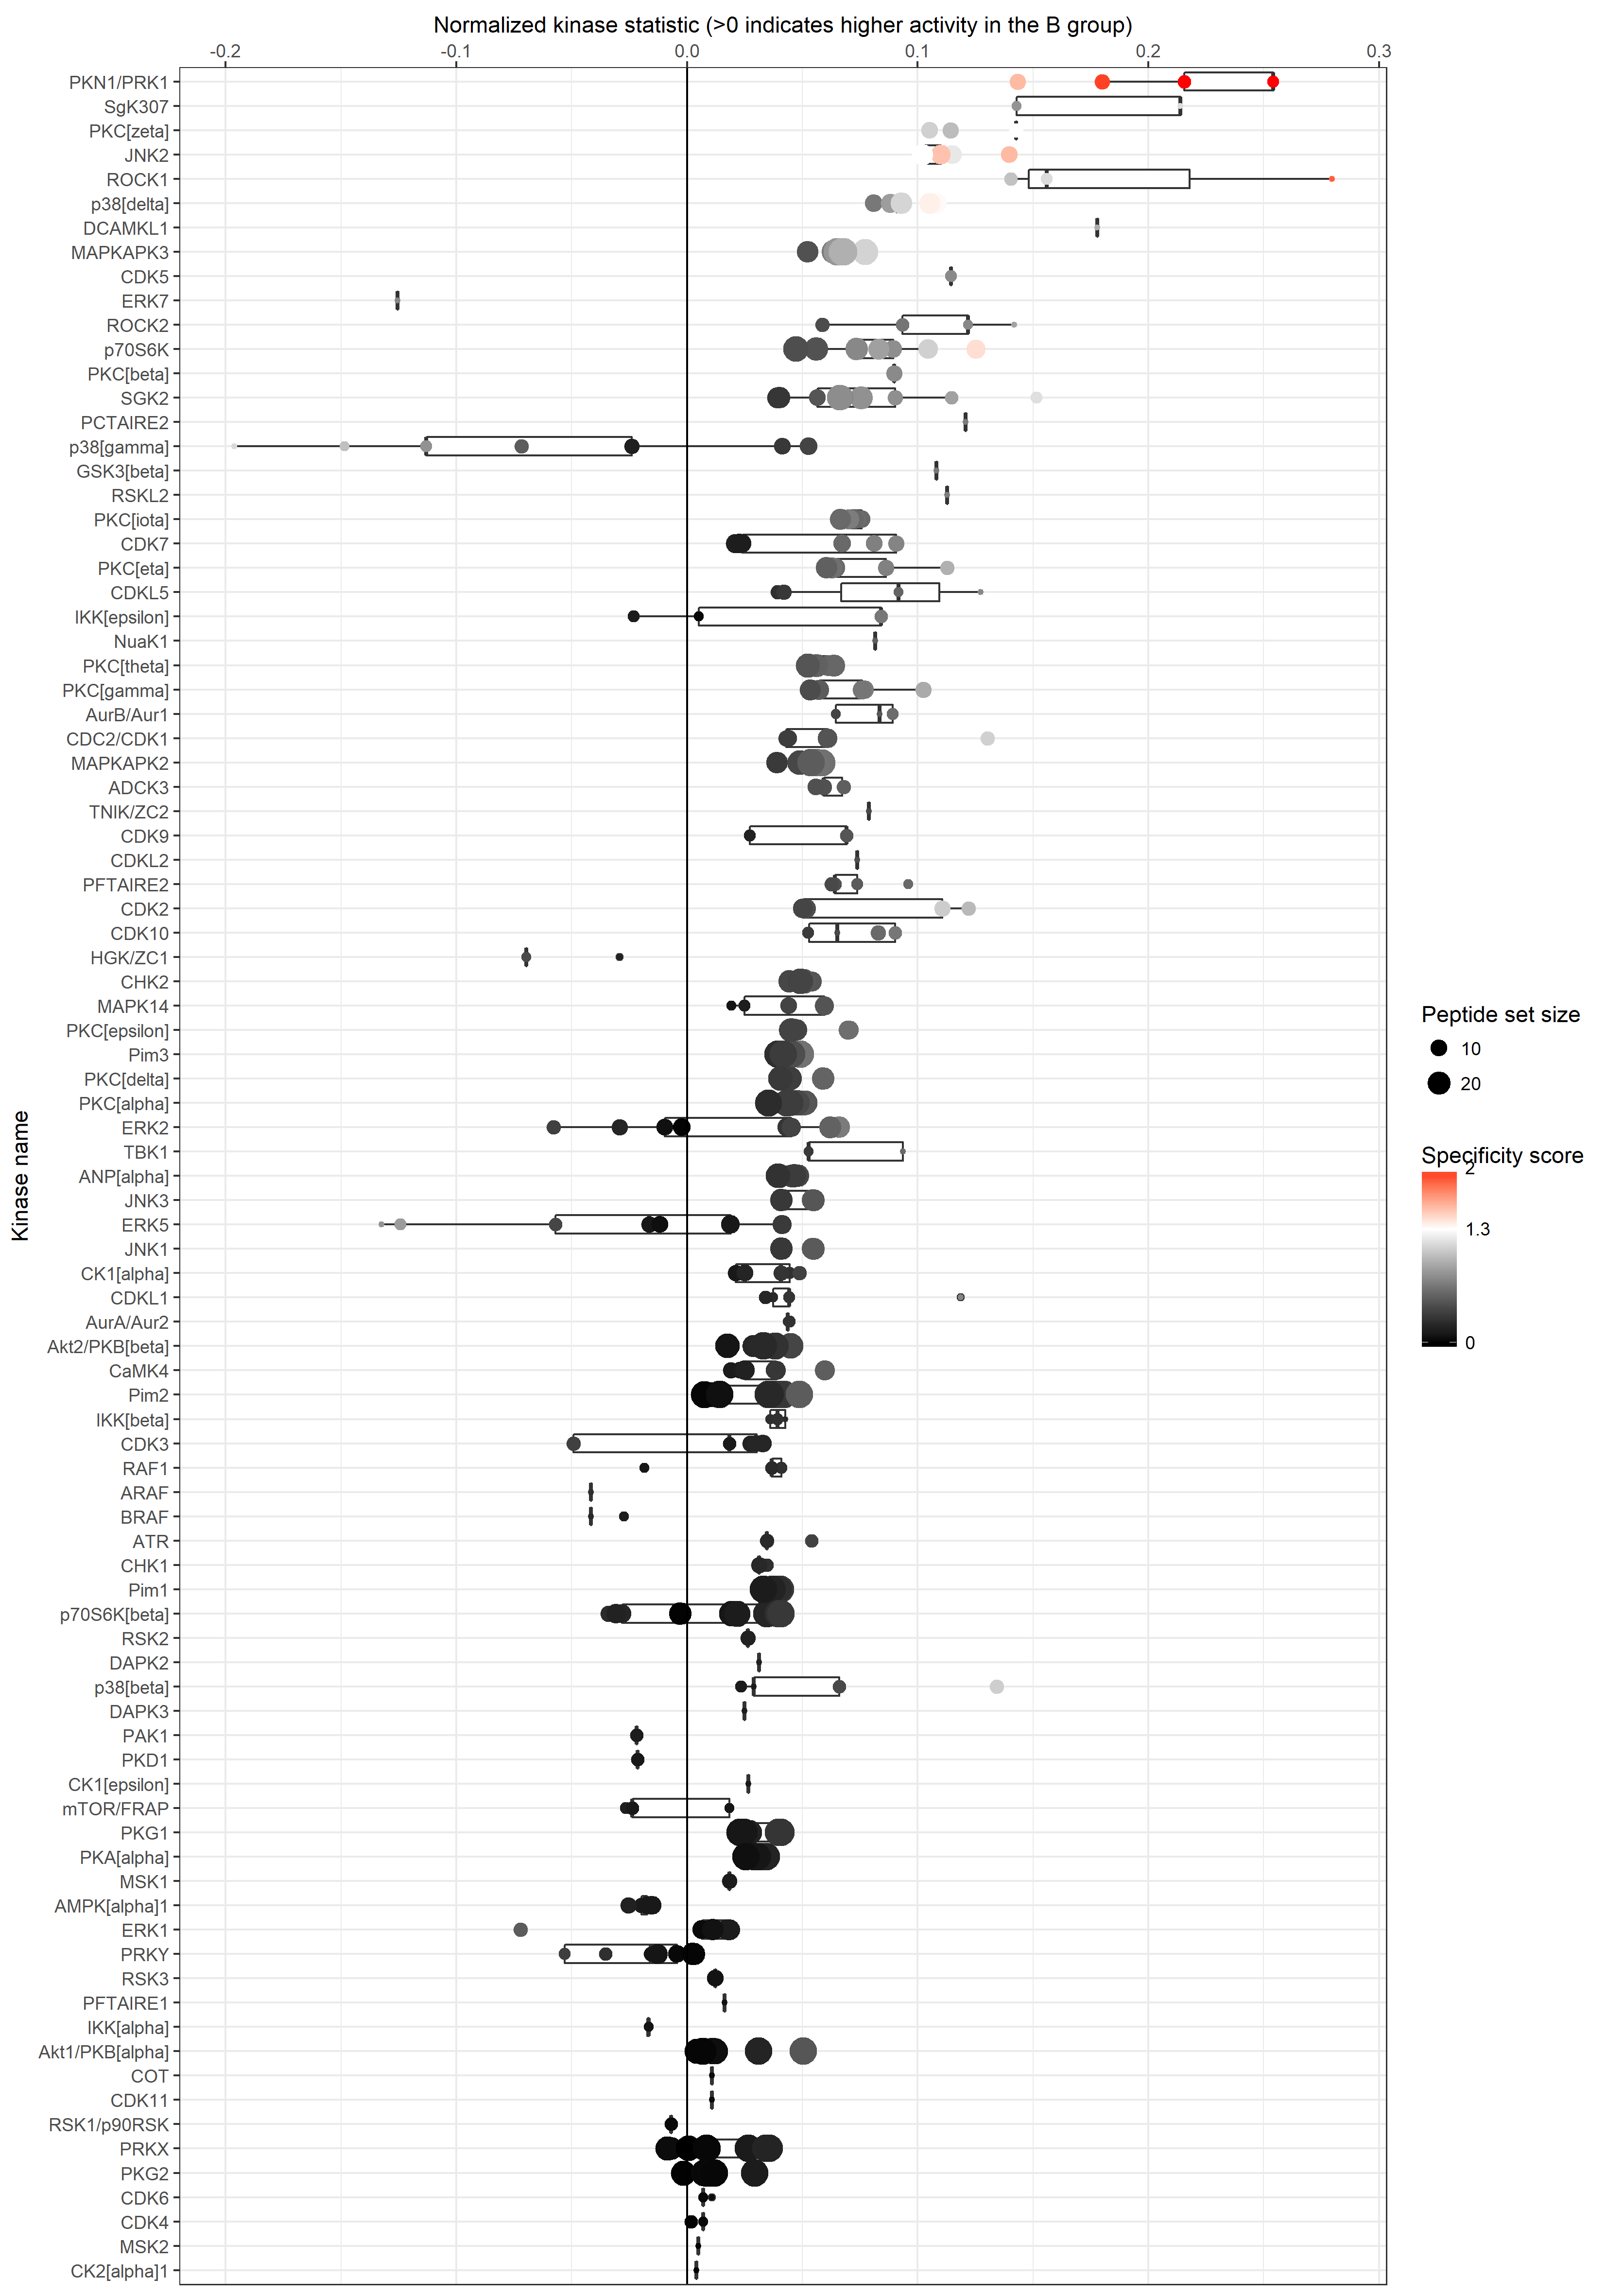 Normalized kinase statistic (>0 indicates higher activity in the B group)
-0.2 -0.1 0.0 0.1 0.2 0.3
Kinase name
PKN1/PRK1
SgK307
PKC[zeta]
JNK2
ROCK1
p38[delta]
DCAMKL1
MAPKAPK3
CDK5
ERK7
ROCK2
p70S6K
PKC[beta]
SGK2
PCTAIRE2
p38[gamma]
GSK3[beta]
RSKL2
PKC[iota]
CDK7
PKC[eta]
CDKL5
IKK[epsilon]
NuaK1
PKC[theta]
PKC[gamma]
AurB/Aur1
CDC2/CDK1
MAPKAPK2
ADCK3
TNIK/ZC2
CDK9
CDKL2
PFTAIRE2
CDK2
CDK10
HGK/ZC1
CHK2
MAPK14
PKC[epsilon]
Pim3
PKC[delta]
PKC[alpha]
ERK2
TBK1
ANP[alpha]
JNK3
ERK5
JNK1
CK1[alpha]
CDKL1
AurA/Aur2
Akt2/PKB[beta]
CaMK4
Pim2
IKK[beta]
CDK3
RAF1
ARAF
BRAF
ATR
CHK1
Pim1
p70S6K[beta]
RSK2
DAPK2
p38[beta]
DAPK3
PAK1
PKD1
CK1[epsilon]
mTOR/FRAP
PKG1
PKA[alpha]
MSK1
AMPK[alpha]1
ERK1
PRKY
RSK3
PFTAIRE1
IKK[alpha]
Akt1/PKB[alpha]
COT
CDK11
RSK1/p90RSK
PRKX
PKG2
CDK6
CDK4
MSK2
CK2[alpha]1
Peptide set size
10
20
Specificity score
2
1.3
0